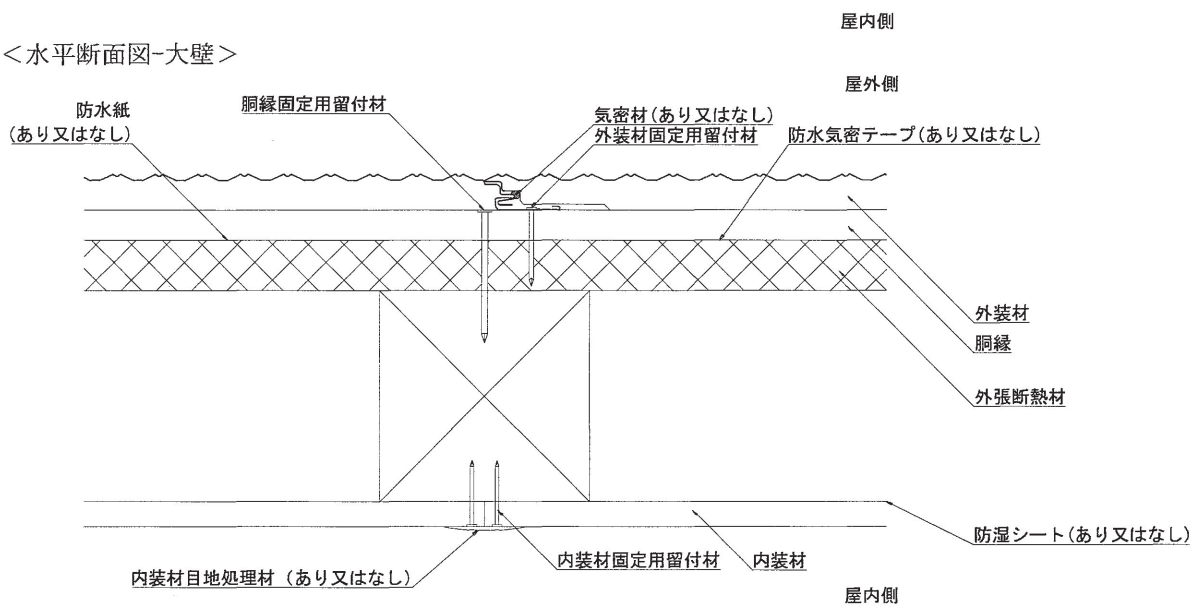 屋内側
<水平断面図-大壁>
屋外側
防水紙
(あり又はなし)
胴縁固定用留付材
気密材(あり又はなし)
外装材固定用留付材
防水気密テープ(あり又はなし)
外装材
胴縁
外張断熱材
防湿シート(あり又はなし)
内装材固定用留付材
内装材
内装材目地処理材 (あり又はなし)
屋内側